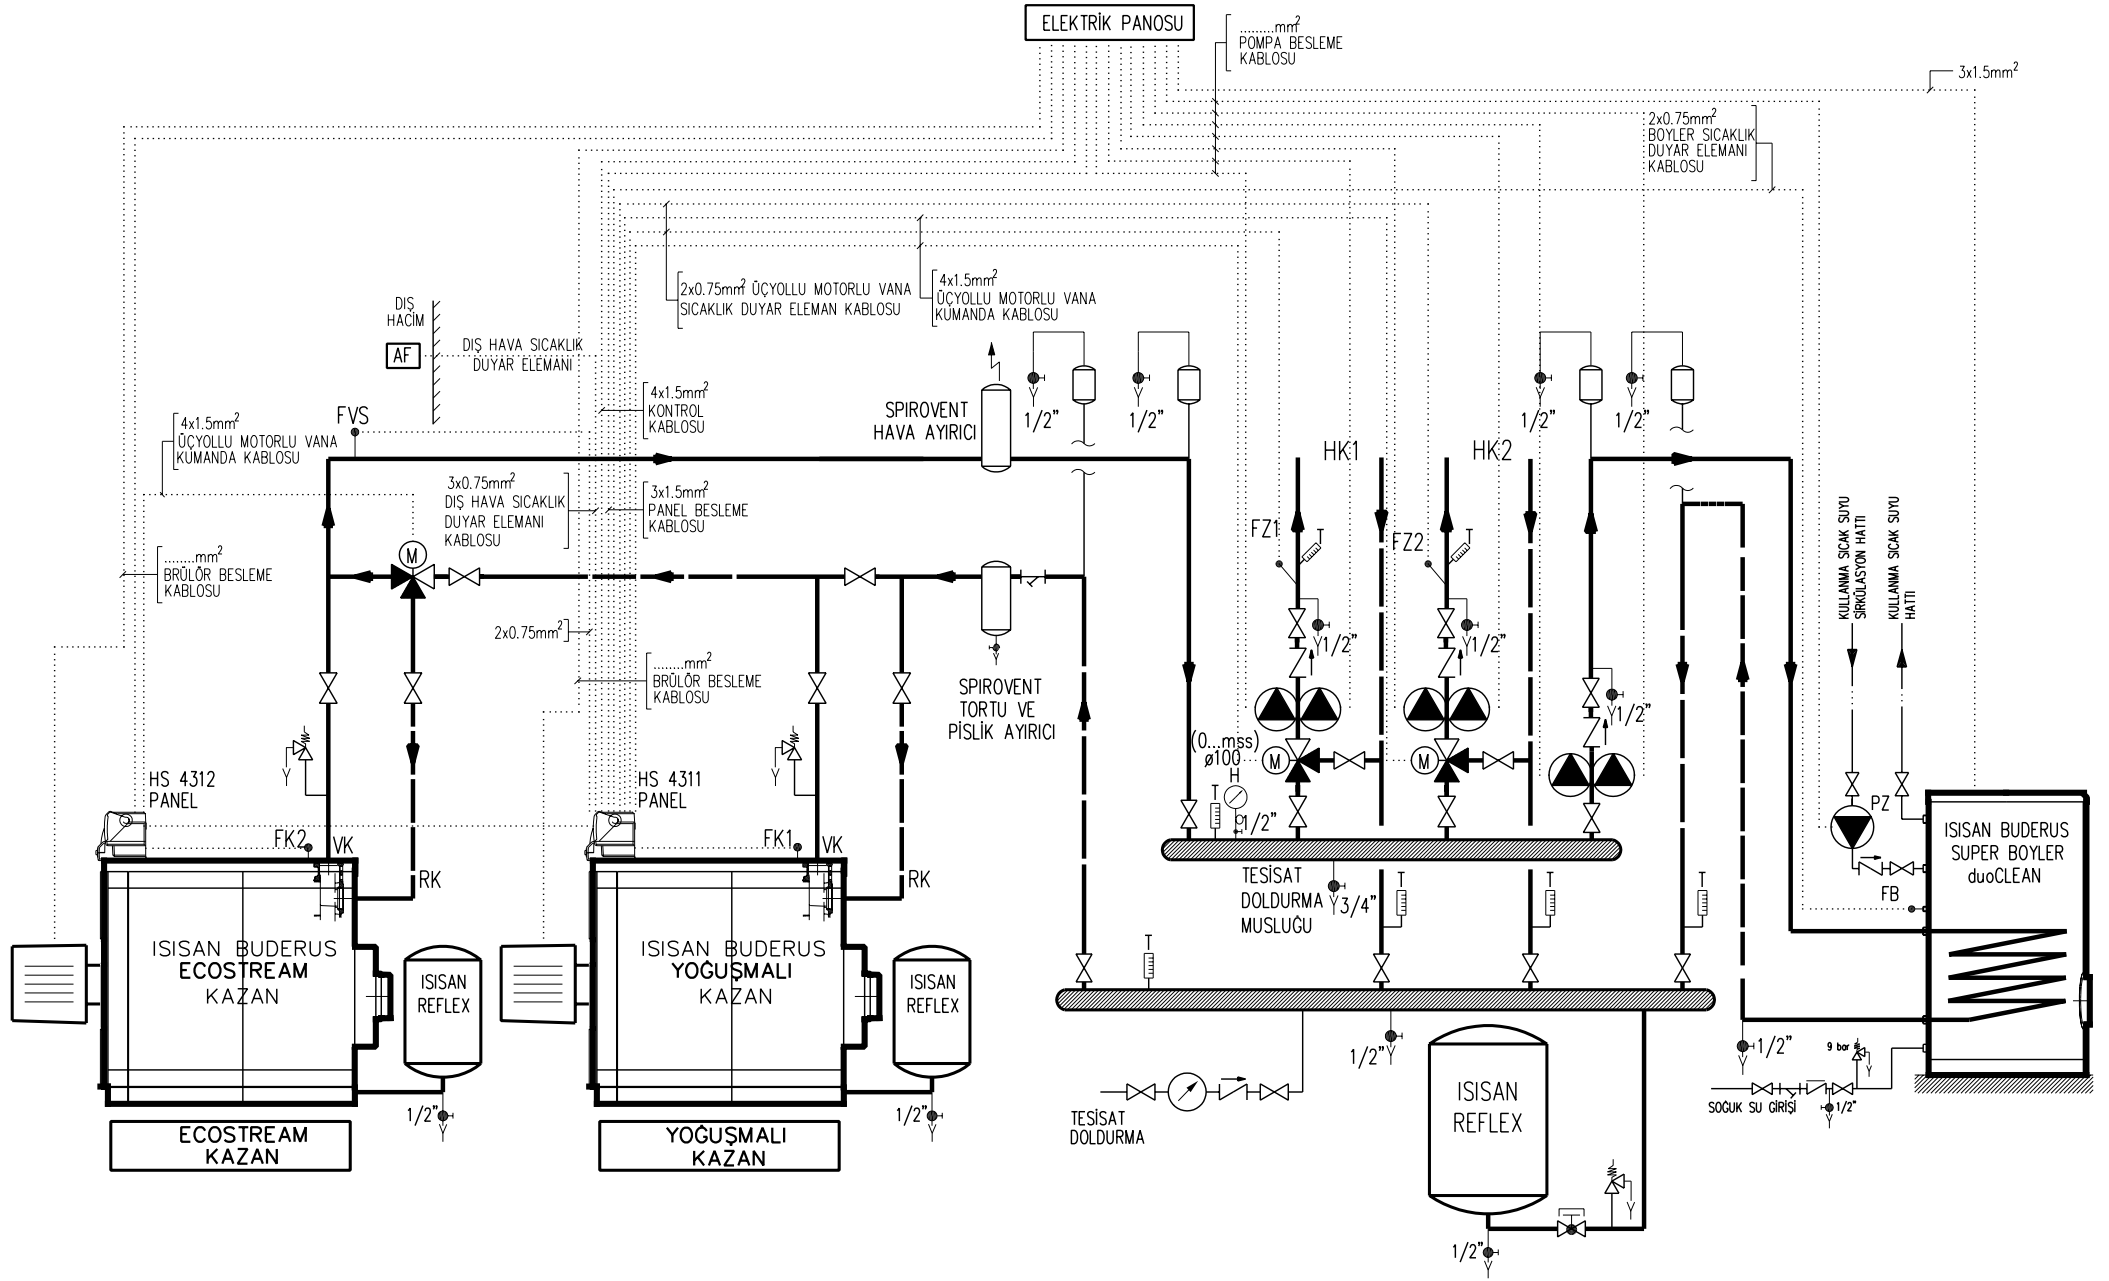 ELEKTRİK PANOSU
.........mm²
POMPA BESLEME
KABLOSU
3x1.5mm²
2x0.75mm²
BOYLER SICAKLIK
DUYAR ELEMANI
KABLOSU
2x0.75mm² ÜÇYOLLU MOTORLU VANA
SICAKLIK DUYAR ELEMAN KABLOSU
4x1.5mm²
ÜÇYOLLU MOTORLU VANA
KUMANDA KABLOSU
DIŞ
HACİM
AF
DIŞ HAVA SICAKLIK
DUYAR ELEMANI
4x1.5mm²
KONTROL
KABLOSU
FVS
4x1.5mm²
ÜÇYOLLU MOTORLU VANA
KUMANDA KABLOSU
SPIROVENT
HAVA AYIRICI
1/2"
1/2"
1/2"
1/2"
HK1
HK2
3x0.75mm²
DIŞ HAVA SICAKLIK
DUYAR ELEMANI
KABLOSU
3x1.5mm²
PANEL BESLEME
KABLOSU
FZ1
T
FZ2
T
KULLANMA SICAK SUYU
SİRKÜLASYON HATTI
KULLANMA SICAK SUYU
HATTI
M
........mm²
BRÜLÖR BESLEME
KABLOSU
2x0.75mm²
........mm²
BRÜLÖR BESLEME
KABLOSU
1/2"
1/2"
1/2"
SPIROVENT
TORTU VE
PİSLİK AYIRICI
(0...mss)
ø100
H
M
M
T
1/2"
HS 4312
PANEL
HS 4311
PANEL
PZ
FK2
VK
RK
FK1
VK
RK
ISISAN BUDERUS
SUPER BOYLER
duoCLEAN
FB
TESİSAT
DOLDURMA
MUSLUĞU
3/4"
T
T
T
T
ISISAN BUDERUS
ECOSTREAM
KAZAN
ISISAN
REFLEX
ISISAN BUDERUS
YOĞUŞMALI
KAZAN
ISISAN
REFLEX
1/2"
1/2"
9 bar
1/2"
1/2"
TESİSAT
DOLDURMA
ISISAN
REFLEX
SOĞUK SU GİRİŞİ
1/2"
ECOSTREAM
KAZAN
YOĞUŞMALI
KAZAN
1/2"